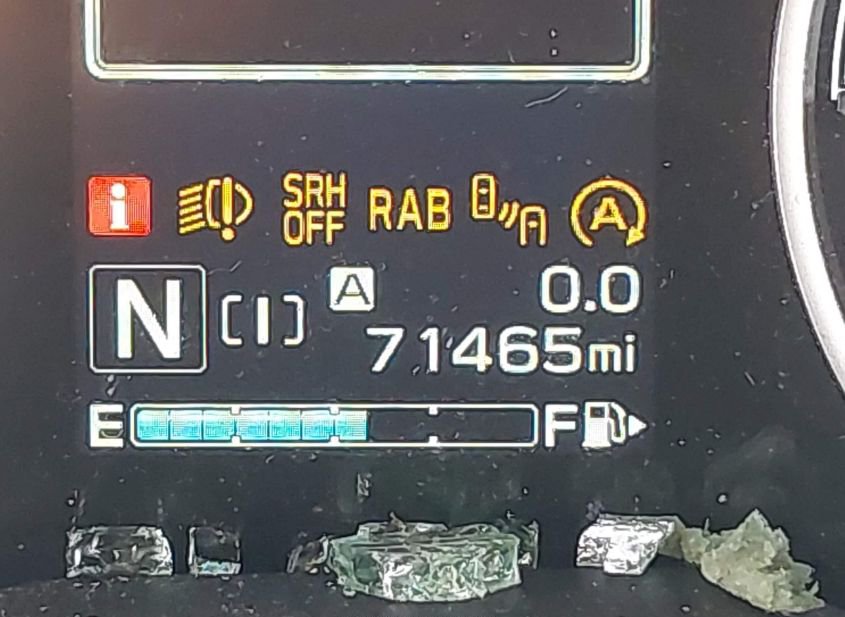 i SRH OFF RAB A
N [I] A 0.0
71465mi
E F